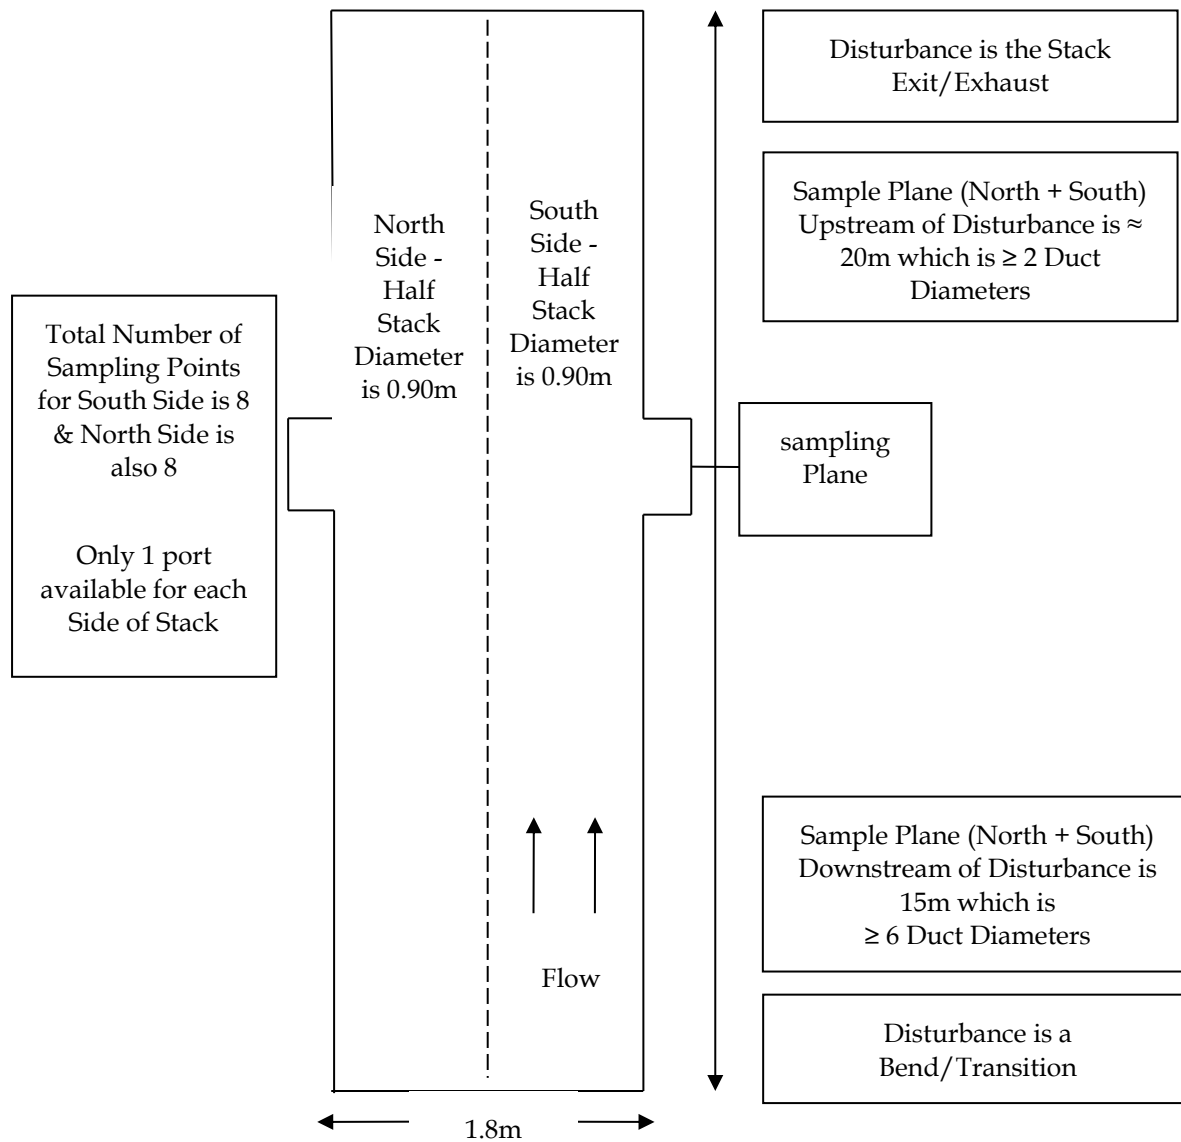 Disturbance is the Stack
Exit/Exhaust
Sample Plane (North + South)
Upstream of Disturbance is ≈
20m which is ≥ 2 Duct
Diameters
North
Side -
Half
Stack
Diameter
is 0.90m
South
Side -
Half
Stack
Diameter
is 0.90m
Total Number of
Sampling Points
for South Side is 8
& North Side is
also 8
Only 1 port
available for each
Side of Stack
sampling
Plane
Sample Plane (North + South)
Downstream of Disturbance is
15m which is
≥ 6 Duct Diameters
Flow
Disturbance is a
Bend/Transition
1.8m